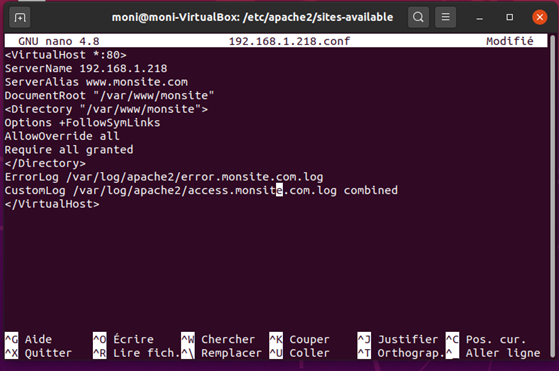 moni@moni-VirtualBox: /etc/apache2/sites-available
GNU nano 4.8 192.168.1.218.conf Modifié
<VirtualHost *:80>
ServerName 192.168.1.218
ServerAlias www.monsite.com
DocumentRoot "/var/www/monsite"
<Directory "/var/www/monsite">
Options +FollowSymLinks
AllowOverride all
Require all granted
</Directory>
ErrorLog /var/log/apache2/error.monsite.com.log
CustomLog /var/log/apache2/access.monsite.com.log combined
</VirtualHost>
^G Aide ^O Écrire ^W Chercher ^K Couper ^J Justifier ^C Pos. cur.
^X Quitter ^R Lire fich. ^\ Remplacer ^U Coller ^T Orthograp. ^_ Aller ligne